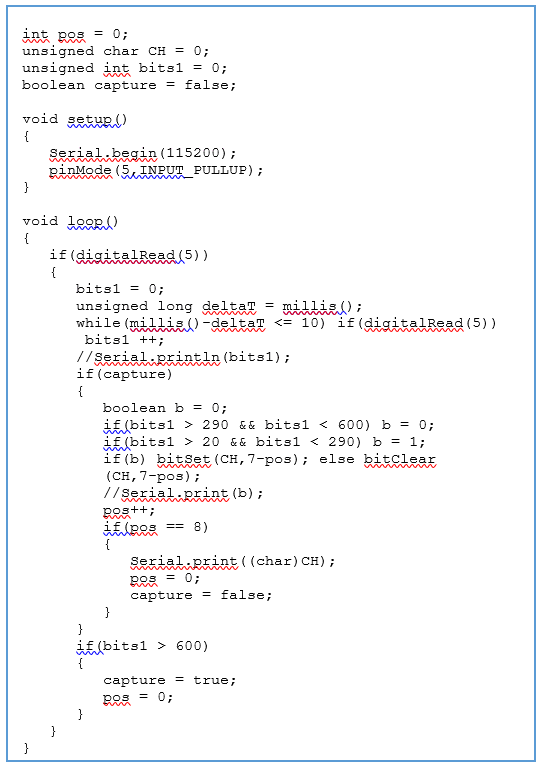 int pos = 0;
unsigned char CH = 0;
unsigned int bits1 = 0;
boolean capture = false;

void setup()
{
   Serial.begin(115200);
   pinMode(5,INPUT_PULLUP);
}

void loop()
{
   if(digitalRead(5))
   {
      bits1 = 0;
      unsigned long deltaT = millis();
      while(millis()-deltaT <= 10) if(digitalRead(5))
       bits1 ++;
      //Serial.println(bits1);
      if(capture)
      {
         boolean b = 0;
         if(bits1 > 290 && bits1 < 600) b = 0;
         if(bits1 > 20 && bits1 < 290) b = 1;
         if(b) bitSet(CH,7-pos); else bitClear
         (CH,7-pos);
         //Serial.print(b);
         pos++;
         if(pos == 8)
         {
            Serial.print((char)CH);
            pos = 0;
            capture = false;
         }
      }
      if(bits1 > 600)
      {
         capture = true;
         pos = 0;
      }
   }
}